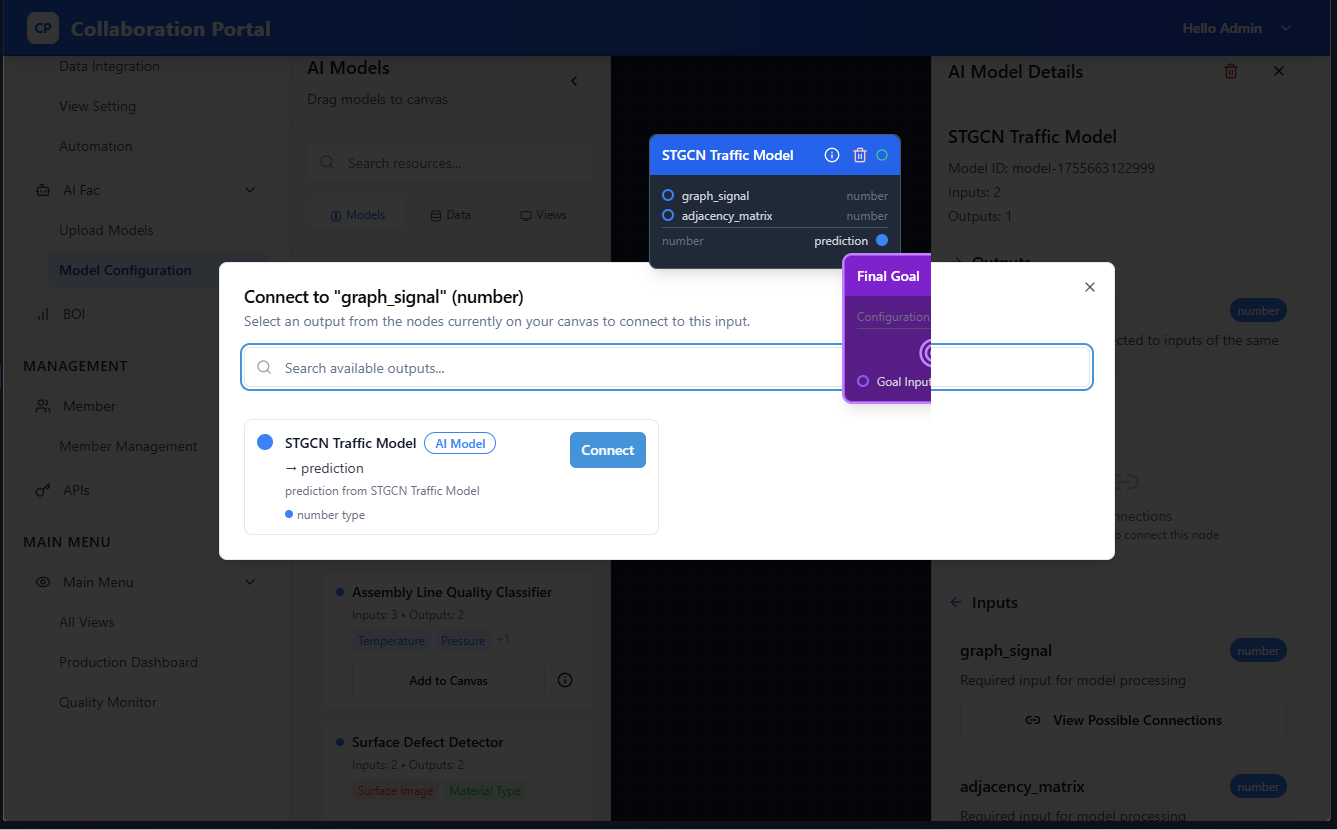 CP Collaboration Portal
Hello Admin
Data Integration
View Setting
Automation
AI Fac
Upload Models
Model Configuration
BOI
MANAGEMENT
Member
Member Management
APIs
MAIN MENU
Main Menu
All Views
Production Dashboard
Quality Monitor
AI Models
Drag models to canvas
Search resources...
Models Data Views
STGCN Traffic Model
graph_signal number
adjacency_matrix number
number prediction
Final Goal
Configuration
Goal Input
AI Model Details
STGCN Traffic Model
Model ID: model-1755663122999
Inputs: 2
Outputs: 1
Outputs
number
ected to inputs of the same
nnections
o connect this node
Connect to "graph_signal" (number)
Select an output from the nodes currently on your canvas to connect to this input.
Search available outputs...
STGCN Traffic Model AI Model
Connect
→ prediction
prediction from STGCN Traffic Model
number type
Assembly Line Quality Classifier
Inputs: 3 • Outputs: 2
Temperature Pressure +1
Add to Canvas
Surface Defect Detector
Inputs: 2 • Outputs: 2
Surface Image Material Type
← Inputs
graph_signal number
Required input for model processing
View Possible Connections
adjacency_matrix number
Required input for model processing